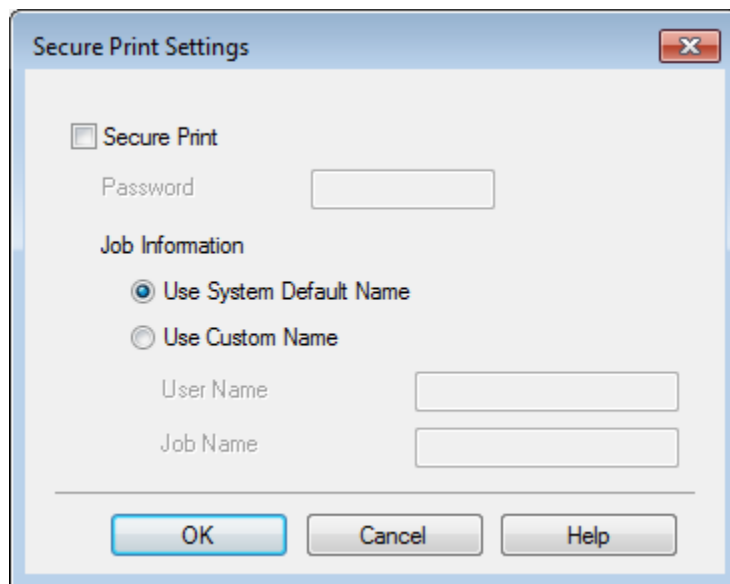 Secure Print Settings
Secure Print
Password
Job Information
Use System Default Name
Use Custom Name
User Name
Job Name
OK Cancel Help